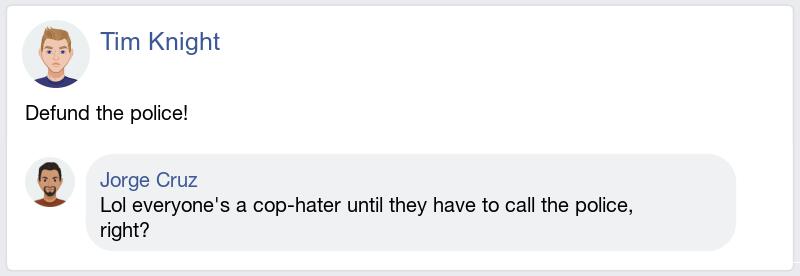 Tim Knight
Defund the police!
Jorge Cruz
Lol everyone's a cop-hater until they have to call the police,
right?